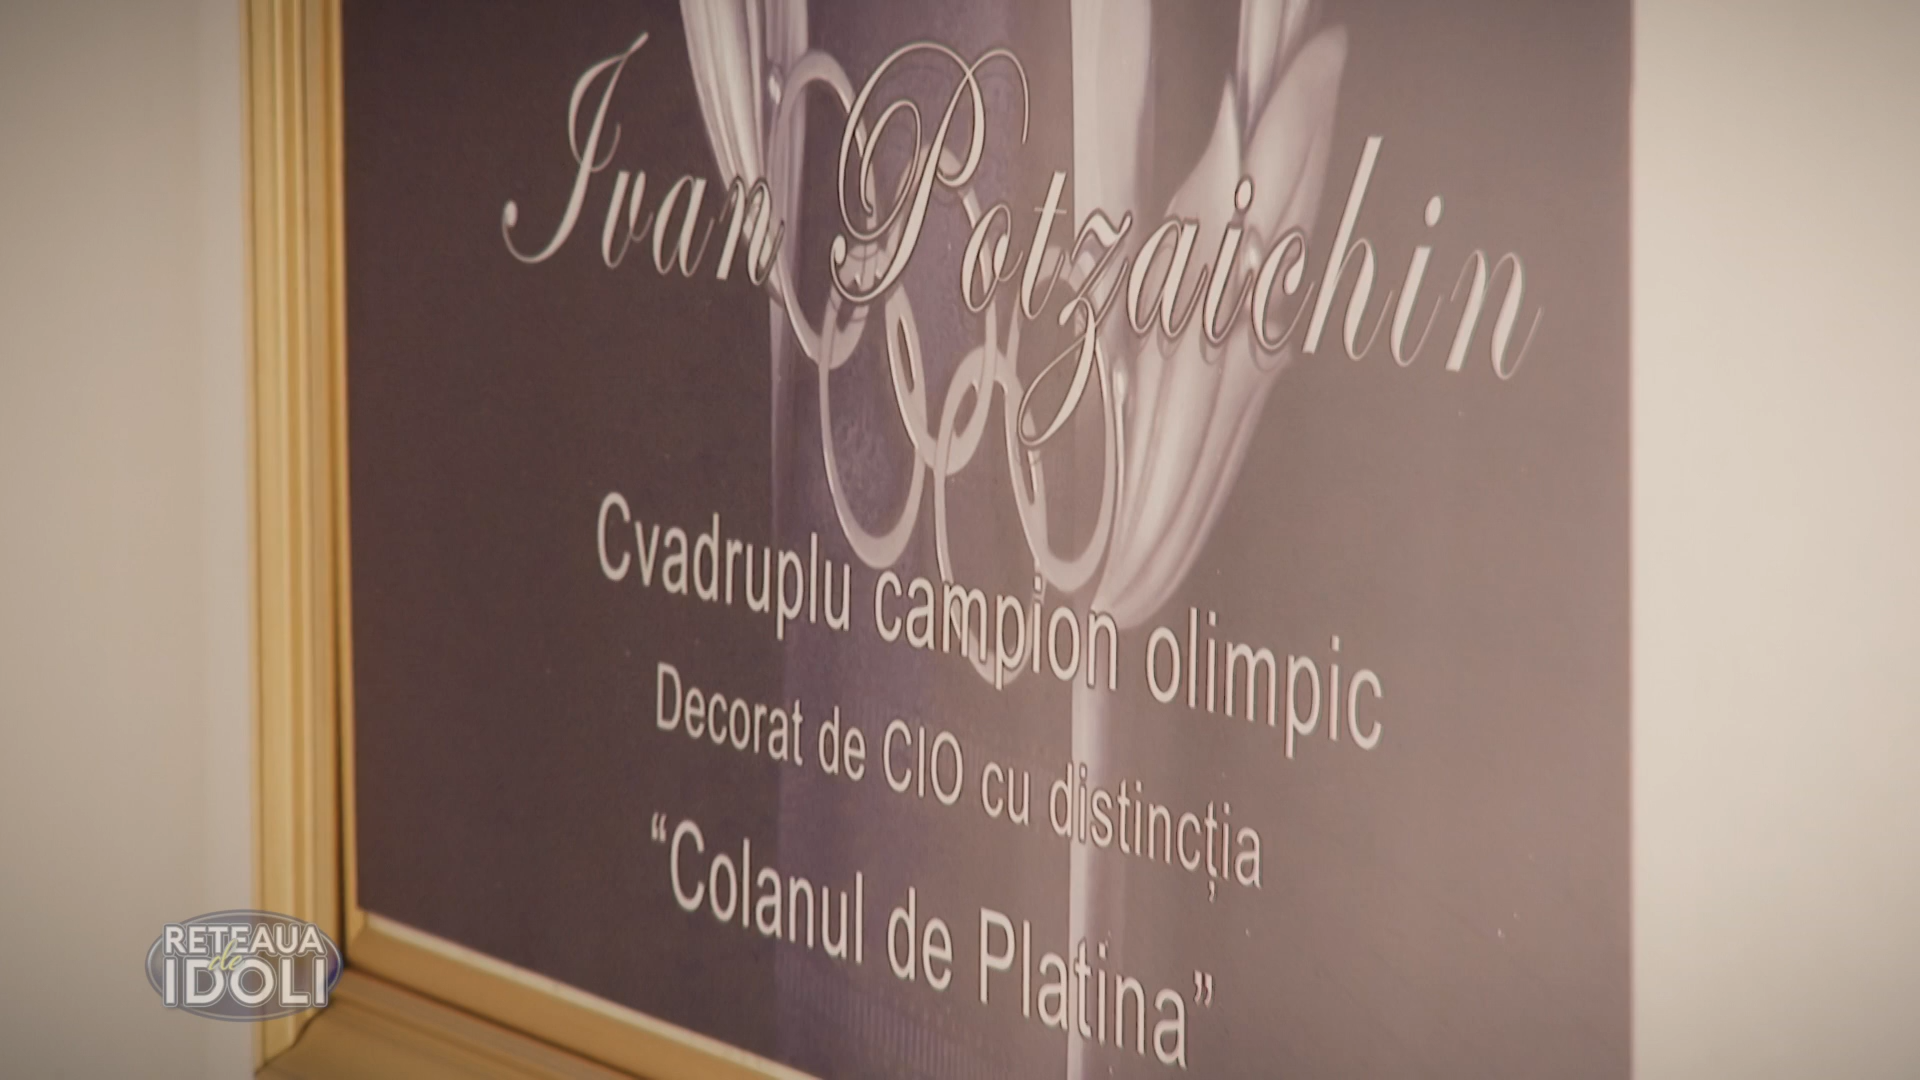 Ivan Potzaichin
Cvadruplu campion olimpic
Decorat de CIO cu distincția
“Colanul de Platina”
RETEAUA
de
IDOLI